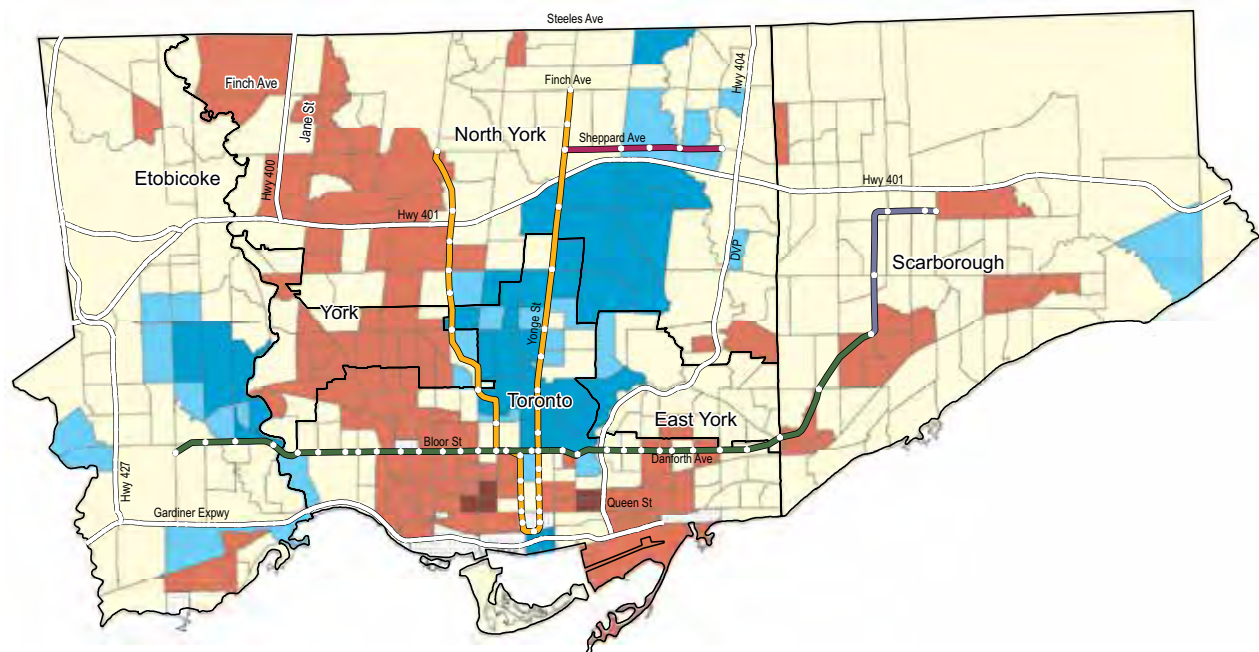 Steeles Ave
Finch Ave
Finch Ave
Hwy 404
Jane St
North York
Sheppard Ave
Etobicoke
Hwy 400
Hwy 401
Hwy 401
DVP
Scarborough
York
Yonge St
Toronto
East York
Bloor St
Danforth Ave
Hwy 427
Queen St
Gardiner Expwy